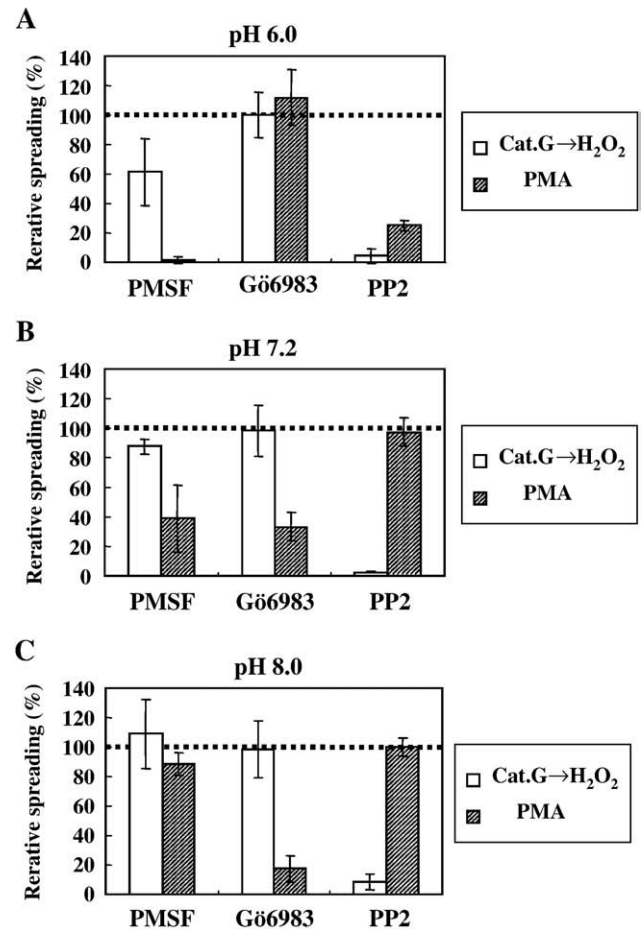 A
pH 6.0
Rerative spreading (%)
140
120
100
80
60
40
20
0
PMSF
Gö6983
PP2
Cat.G→H₂O₂
PMA
B
pH 7.2
Rerative spreading (%)
140
120
100
80
60
40
20
0
PMSF
Gö6983
PP2
Cat.G→H₂O₂
PMA
C
pH 8.0
Rerative spreading (%)
140
120
100
80
60
40
20
0
PMSF
Gö6983
PP2
Cat.G→H₂O₂
PMA